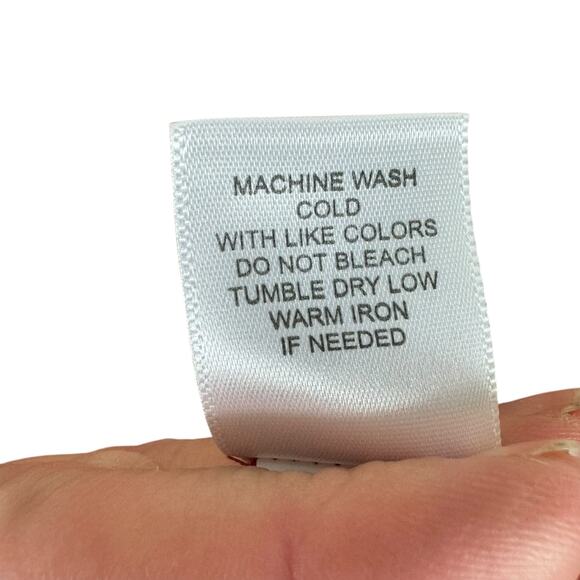 MACHINE WASH
COLD
WITH LIKE COLORS
DO NOT BLEACH
TUMBLE DRY LOW
WARM IRON
IF NEEDED